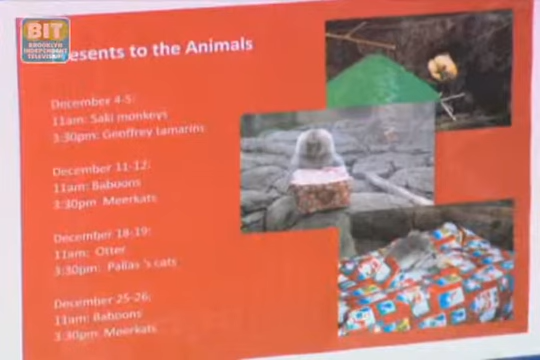 BIT
BROOKLYN
INDEPENDENT
TELEVISION
esents to the Animals
December 4-5:
11am: Saki monkeys
3:30pm: Geoffrey tamarins
December 11-12:
11am: Baboons
3:30pm Meerkats
December 18-19:
11am: Otter
3:30pm: Pallas 's cats
December 25-26:
11am: Baboons
3:30pm Meerkats